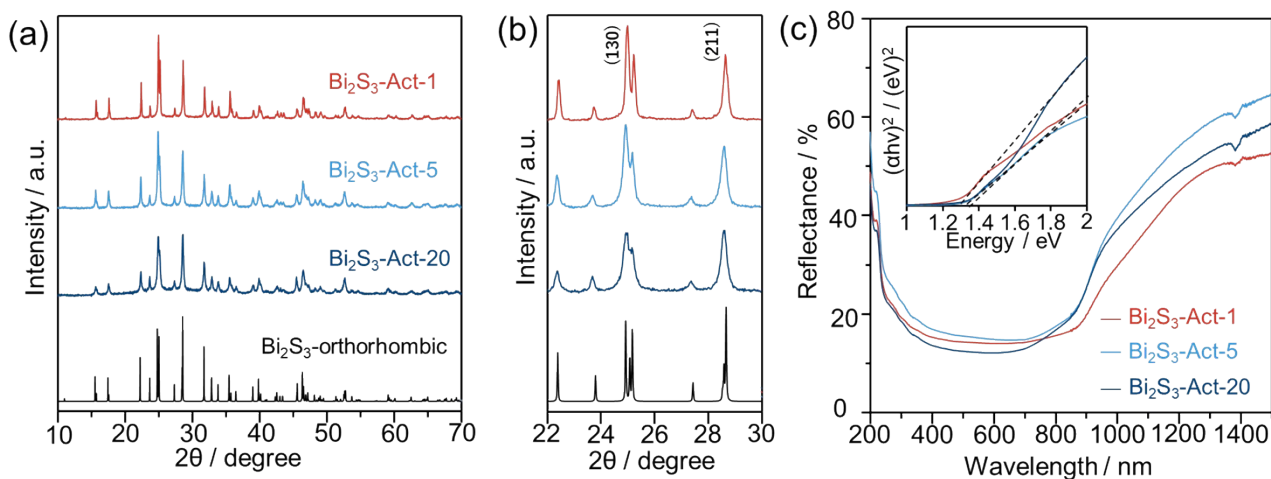 (a)
Intensity / a.u.
Bi₂S₃-Act-1
Bi₂S₃-Act-5
Bi₂S₃-Act-20
Bi₂S₃-orthorhombic
10 20 30 40 50 60 70
2θ / degree
(b)
Intensity / a.u.
(130)
(211)
22 24 26 28 30
2θ / degree
(c)
Reflectance / %
80
60
40
20
0
(αhν)² / (eV)²
1 1.2 1.4 1.6 1.8 2
Energy / eV
Bi₂S₃-Act-1
Bi₂S₃-Act-5
Bi₂S₃-Act-20
200 400 600 800 1000 1200 1400
Wavelength / nm